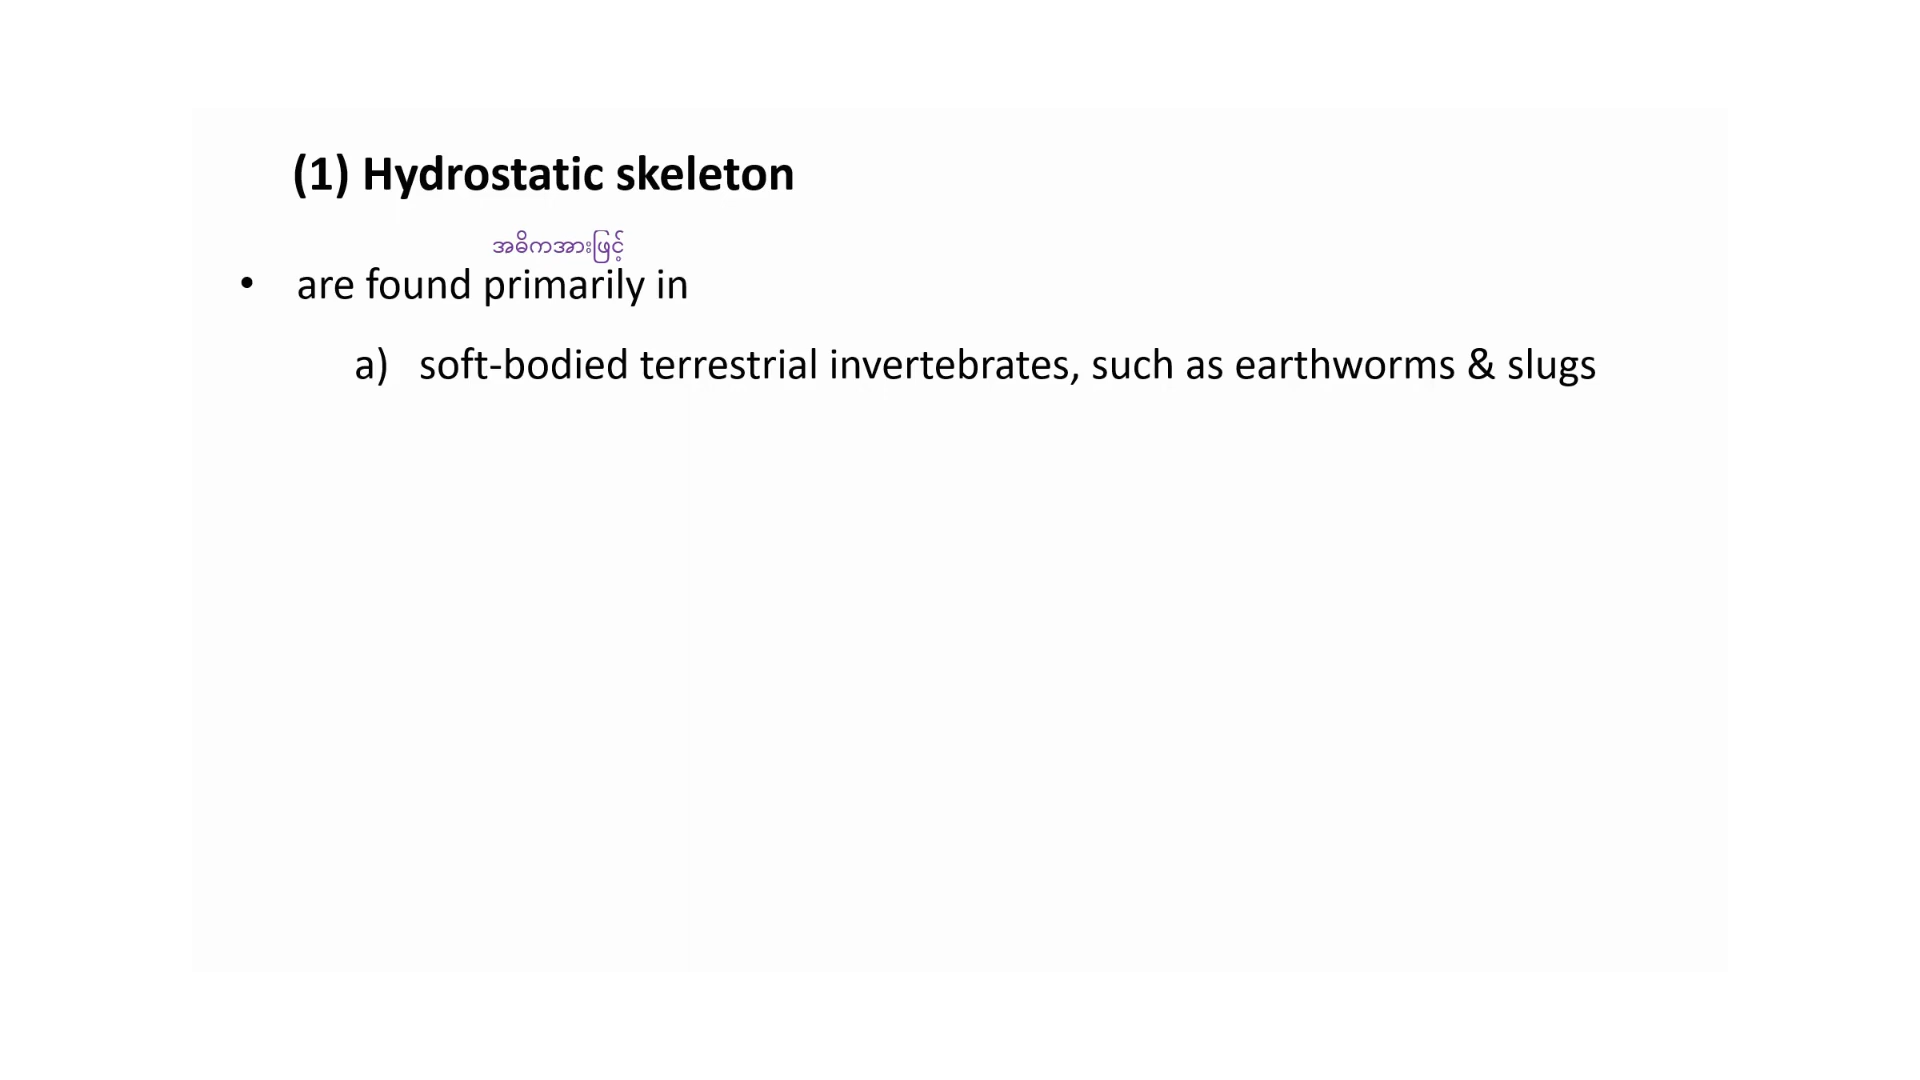 (1) Hydrostatic skeleton
အဓိကအားဖြင့်
• are found primarily in
a) soft-bodied terrestrial invertebrates, such as earthworms & slugs